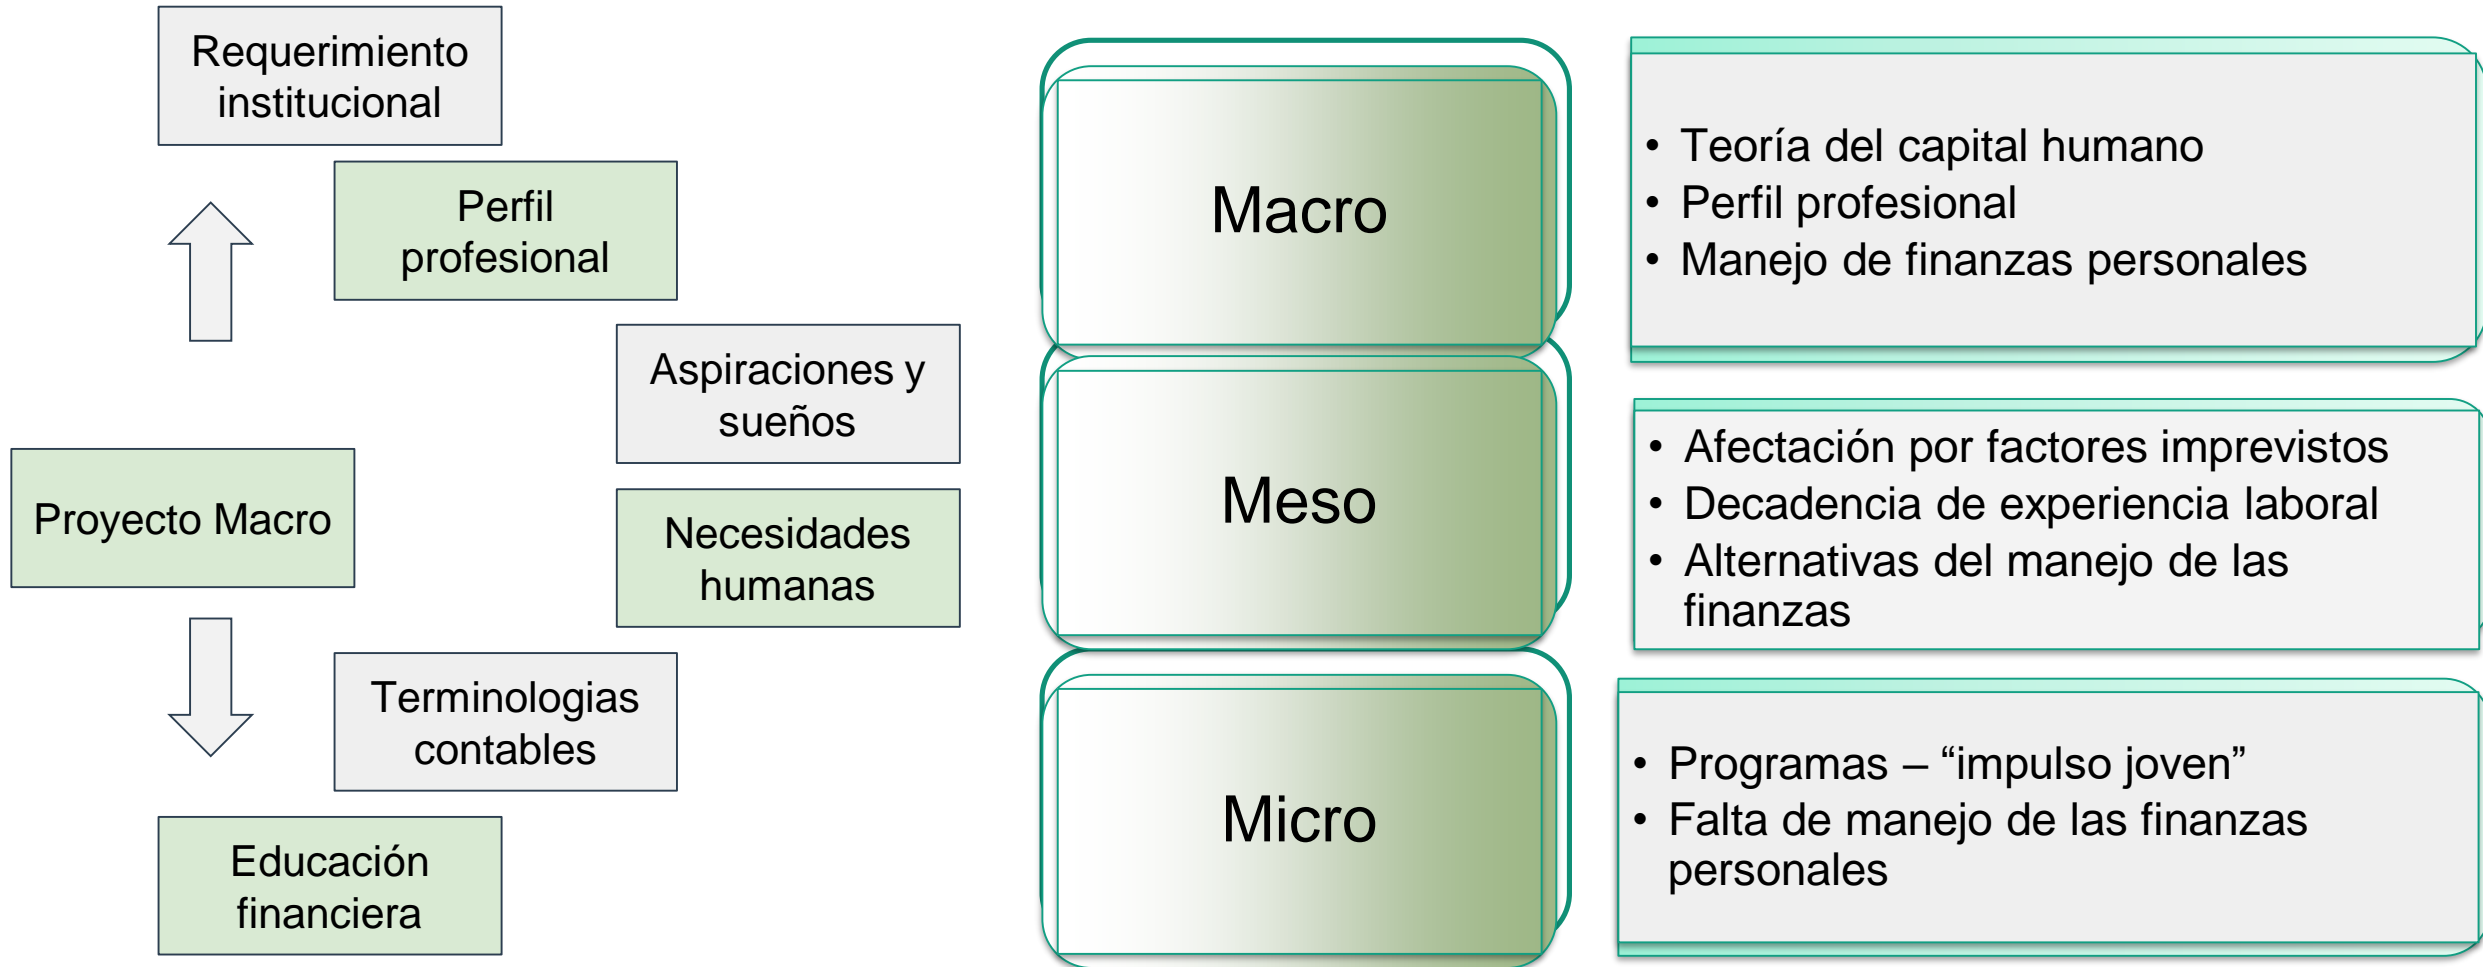 Requerimiento
institucional
Perfil
profesional
Aspiraciones y
sueños
Proyecto Macro
Necesidades
humanas
Terminologias
contables
Educación
financiera
Macro
• Teoría del capital humano
• Perfil profesional
• Manejo de finanzas personales
Meso
• Afectación por factores imprevistos
• Decadencia de experiencia laboral
• Alternativas del manejo de las
finanzas
Micro
• Programas – “impulso joven”
• Falta de manejo de las finanzas
personales